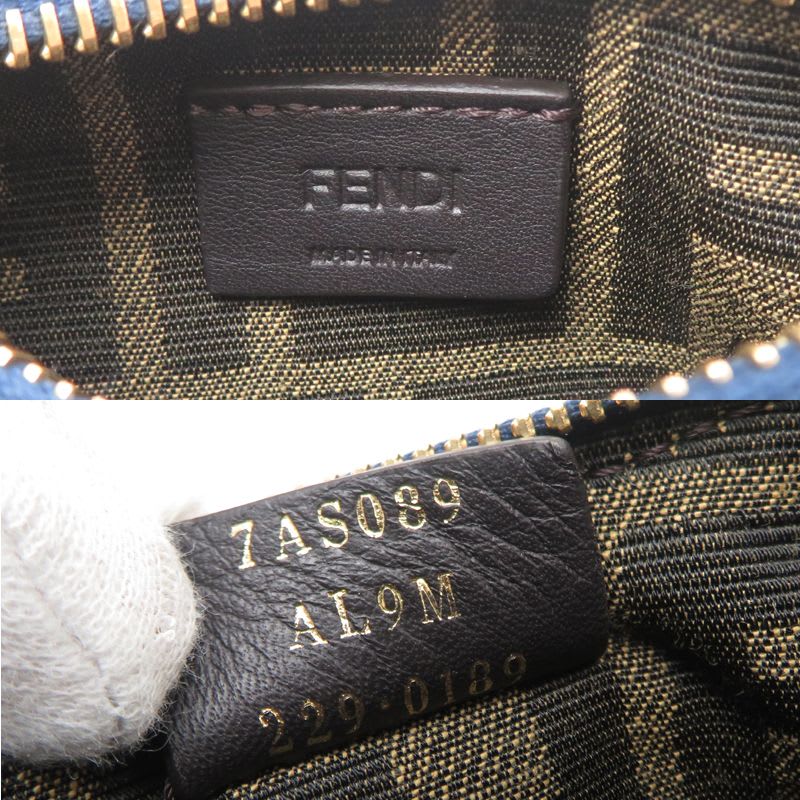 FENDI
MADE IN ITALY
7AS089
AL9M
229·0189